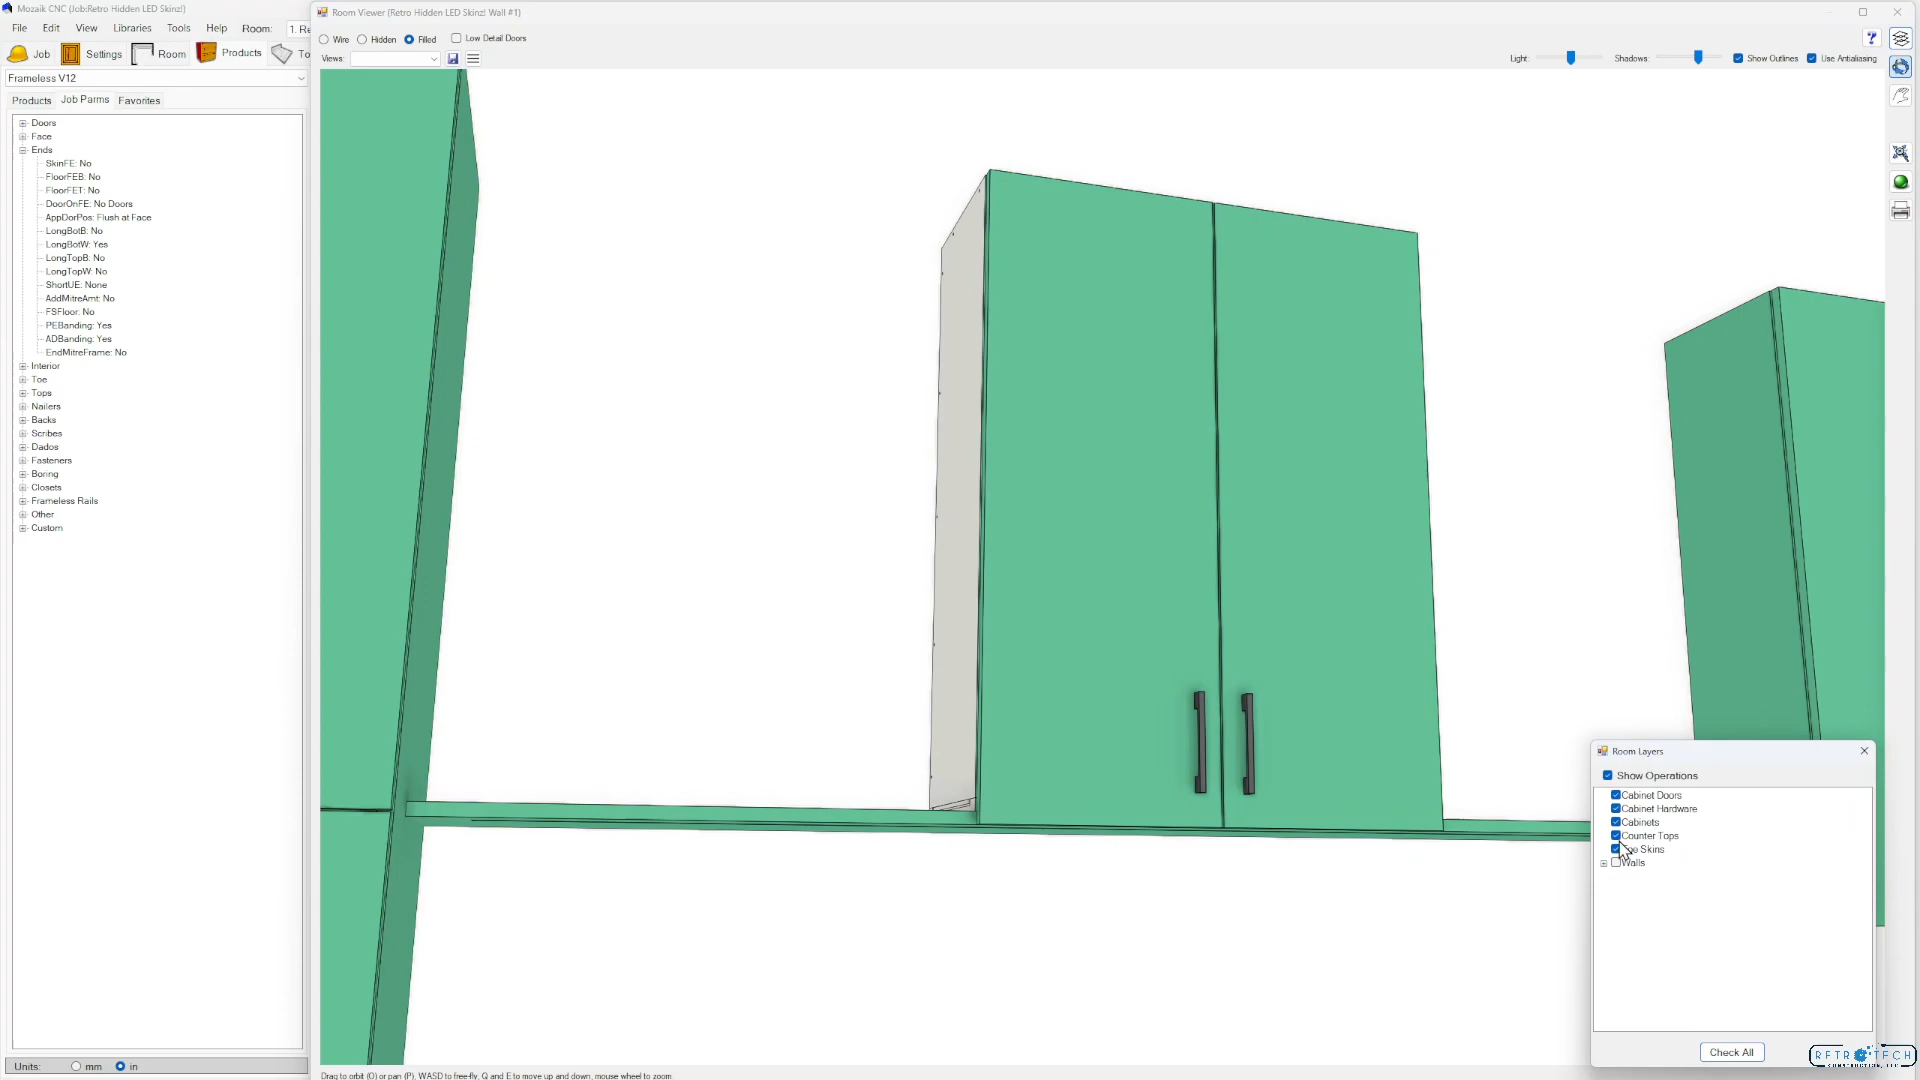 Mozaik CNC (Job:Retro Hidden LED Skinz!)
File Edit View Libraries Tools Help Room: 1. Re
Job Settings Room Products To
Frameless V12
Products Job Parms Favorites
Doors
Face
Ends
SkinFE: No
FloorFEB: No
FloorFET: No
DoorOnFE: No Doors
AppDorPos: Flush at Face
LongBotB: No
LongBotW: Yes
LongTopB: No
LongTopW: No
ShortUE: None
AddMitreAmt: No
FSFloor: No
PEBanding: Yes
ADBanding: Yes
EndMitreFrame: No
Interior
Toe
Tops
Nailers
Backs
Scribes
Dados
Fasteners
Boring
Closets
Frameless Rails
Other
Custom
Units: mm in
Room Viewer (Retro Hidden LED Skinz! Wall #1)
Wire Hidden Filled Low Detail Doors
Views: Light: Shadows: Show Outlines Use Antialiasing
Room Layers
Show Operations
Cabinet Doors
Cabinet Hardware
Cabinets
Counter Tops
Skins
Walls
Check All
RETROTECH
Drag to orbit (O) or pan (P), WASD to free-fly, Q and E to move up and down, mouse wheel to zoom.